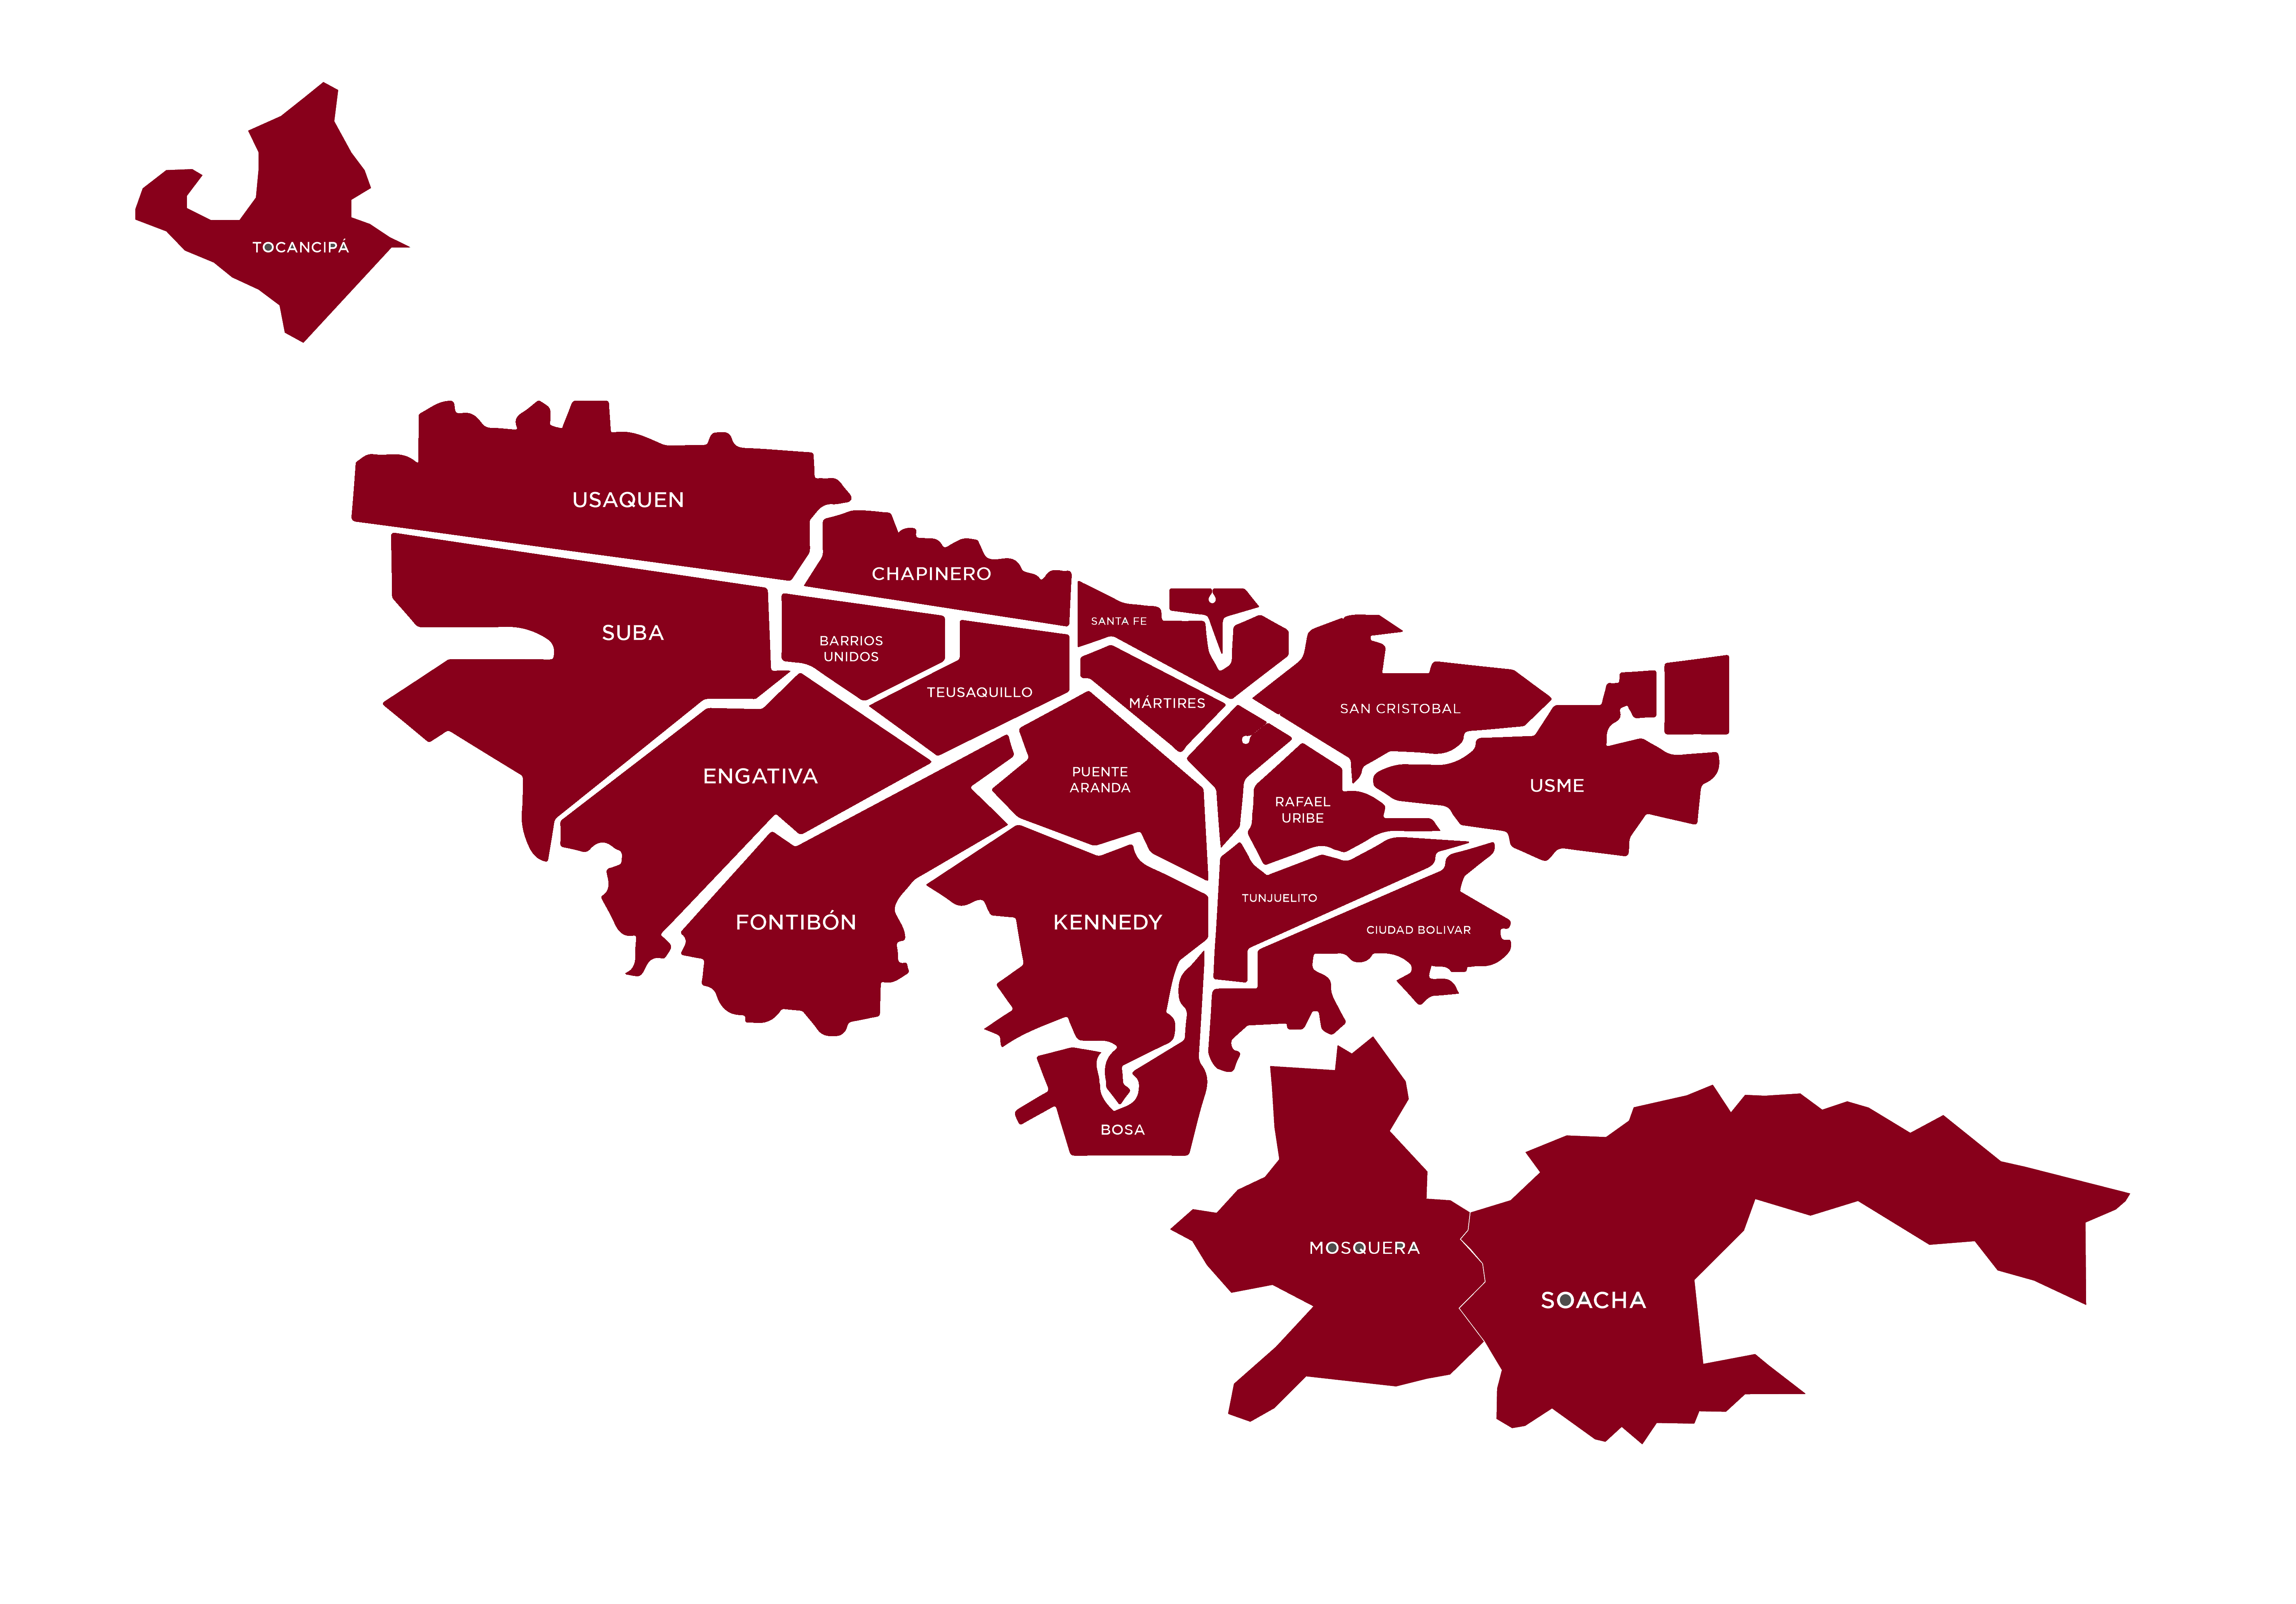 TOCANCIPÁ
USAQUEN
CHAPINERO
SUBA
SANTA FE
BARRIOS
UNIDOS
TEUSAQUILLO
MÁRTIRES
SAN CRISTOBAL
ENGATIVA
PUENTE
ARANDA
USME
RAFAEL
URIBE
TUNJUELITO
FONTIBÓN
KENNEDY
CIUDAD BOLIVAR
BOSA
MOSQUERA
SOACHA